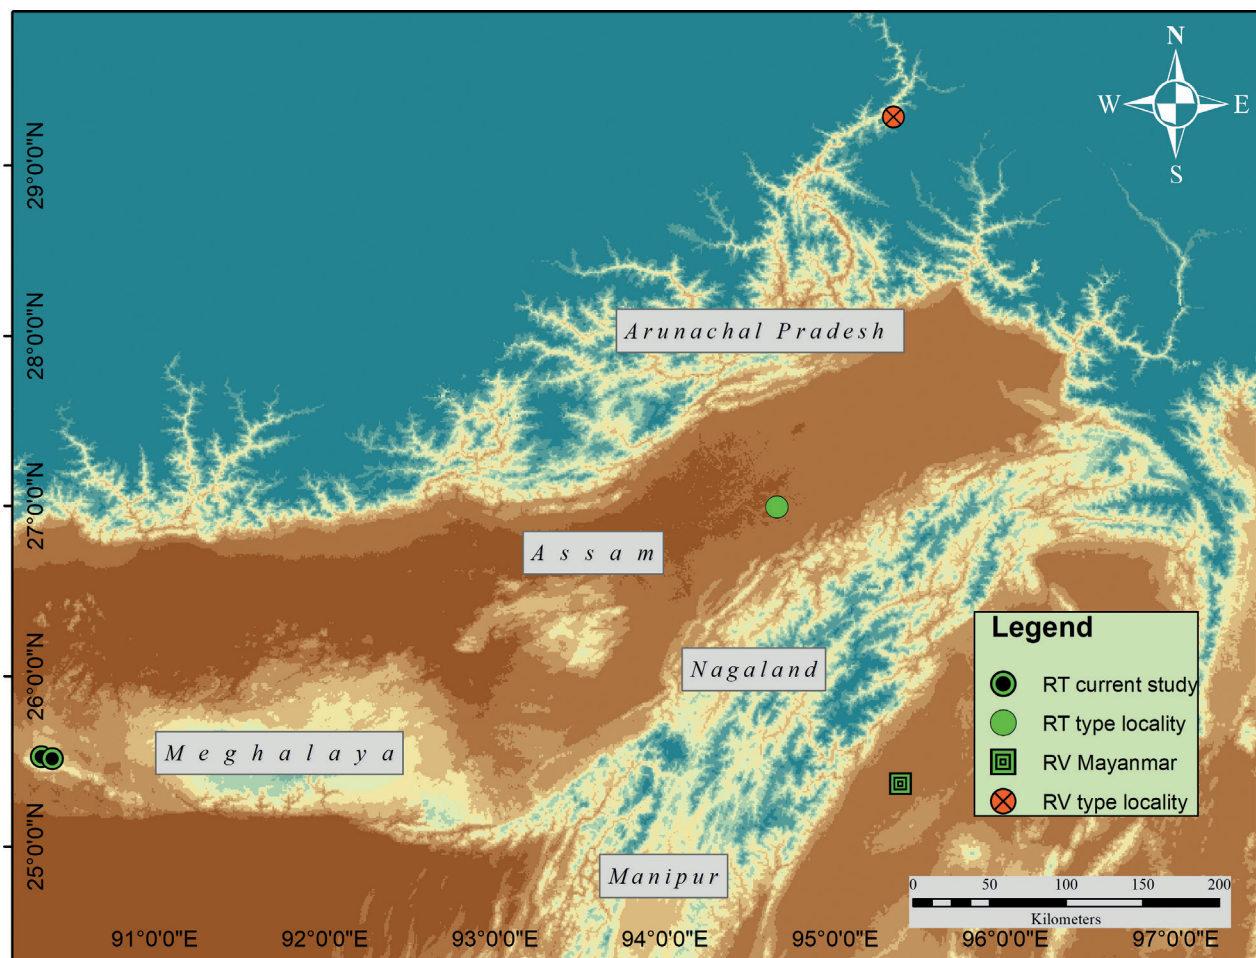 N
W E
S
29°0'0"N
28°0'0"N
27°0'0"N
26°0'0"N
25°0'0"N
Arunachal Pradesh
Assam
Nagaland
Meghalaya
Manipur
Legend
RT current study
RT type locality
RV Mayanmar
RV type locality
0 50 100 150 200
Kilometers
91°0'0"E 92°0'0"E 93°0'0"E 94°0'0"E 95°0'0"E 96°0'0"E 97°0'0"E